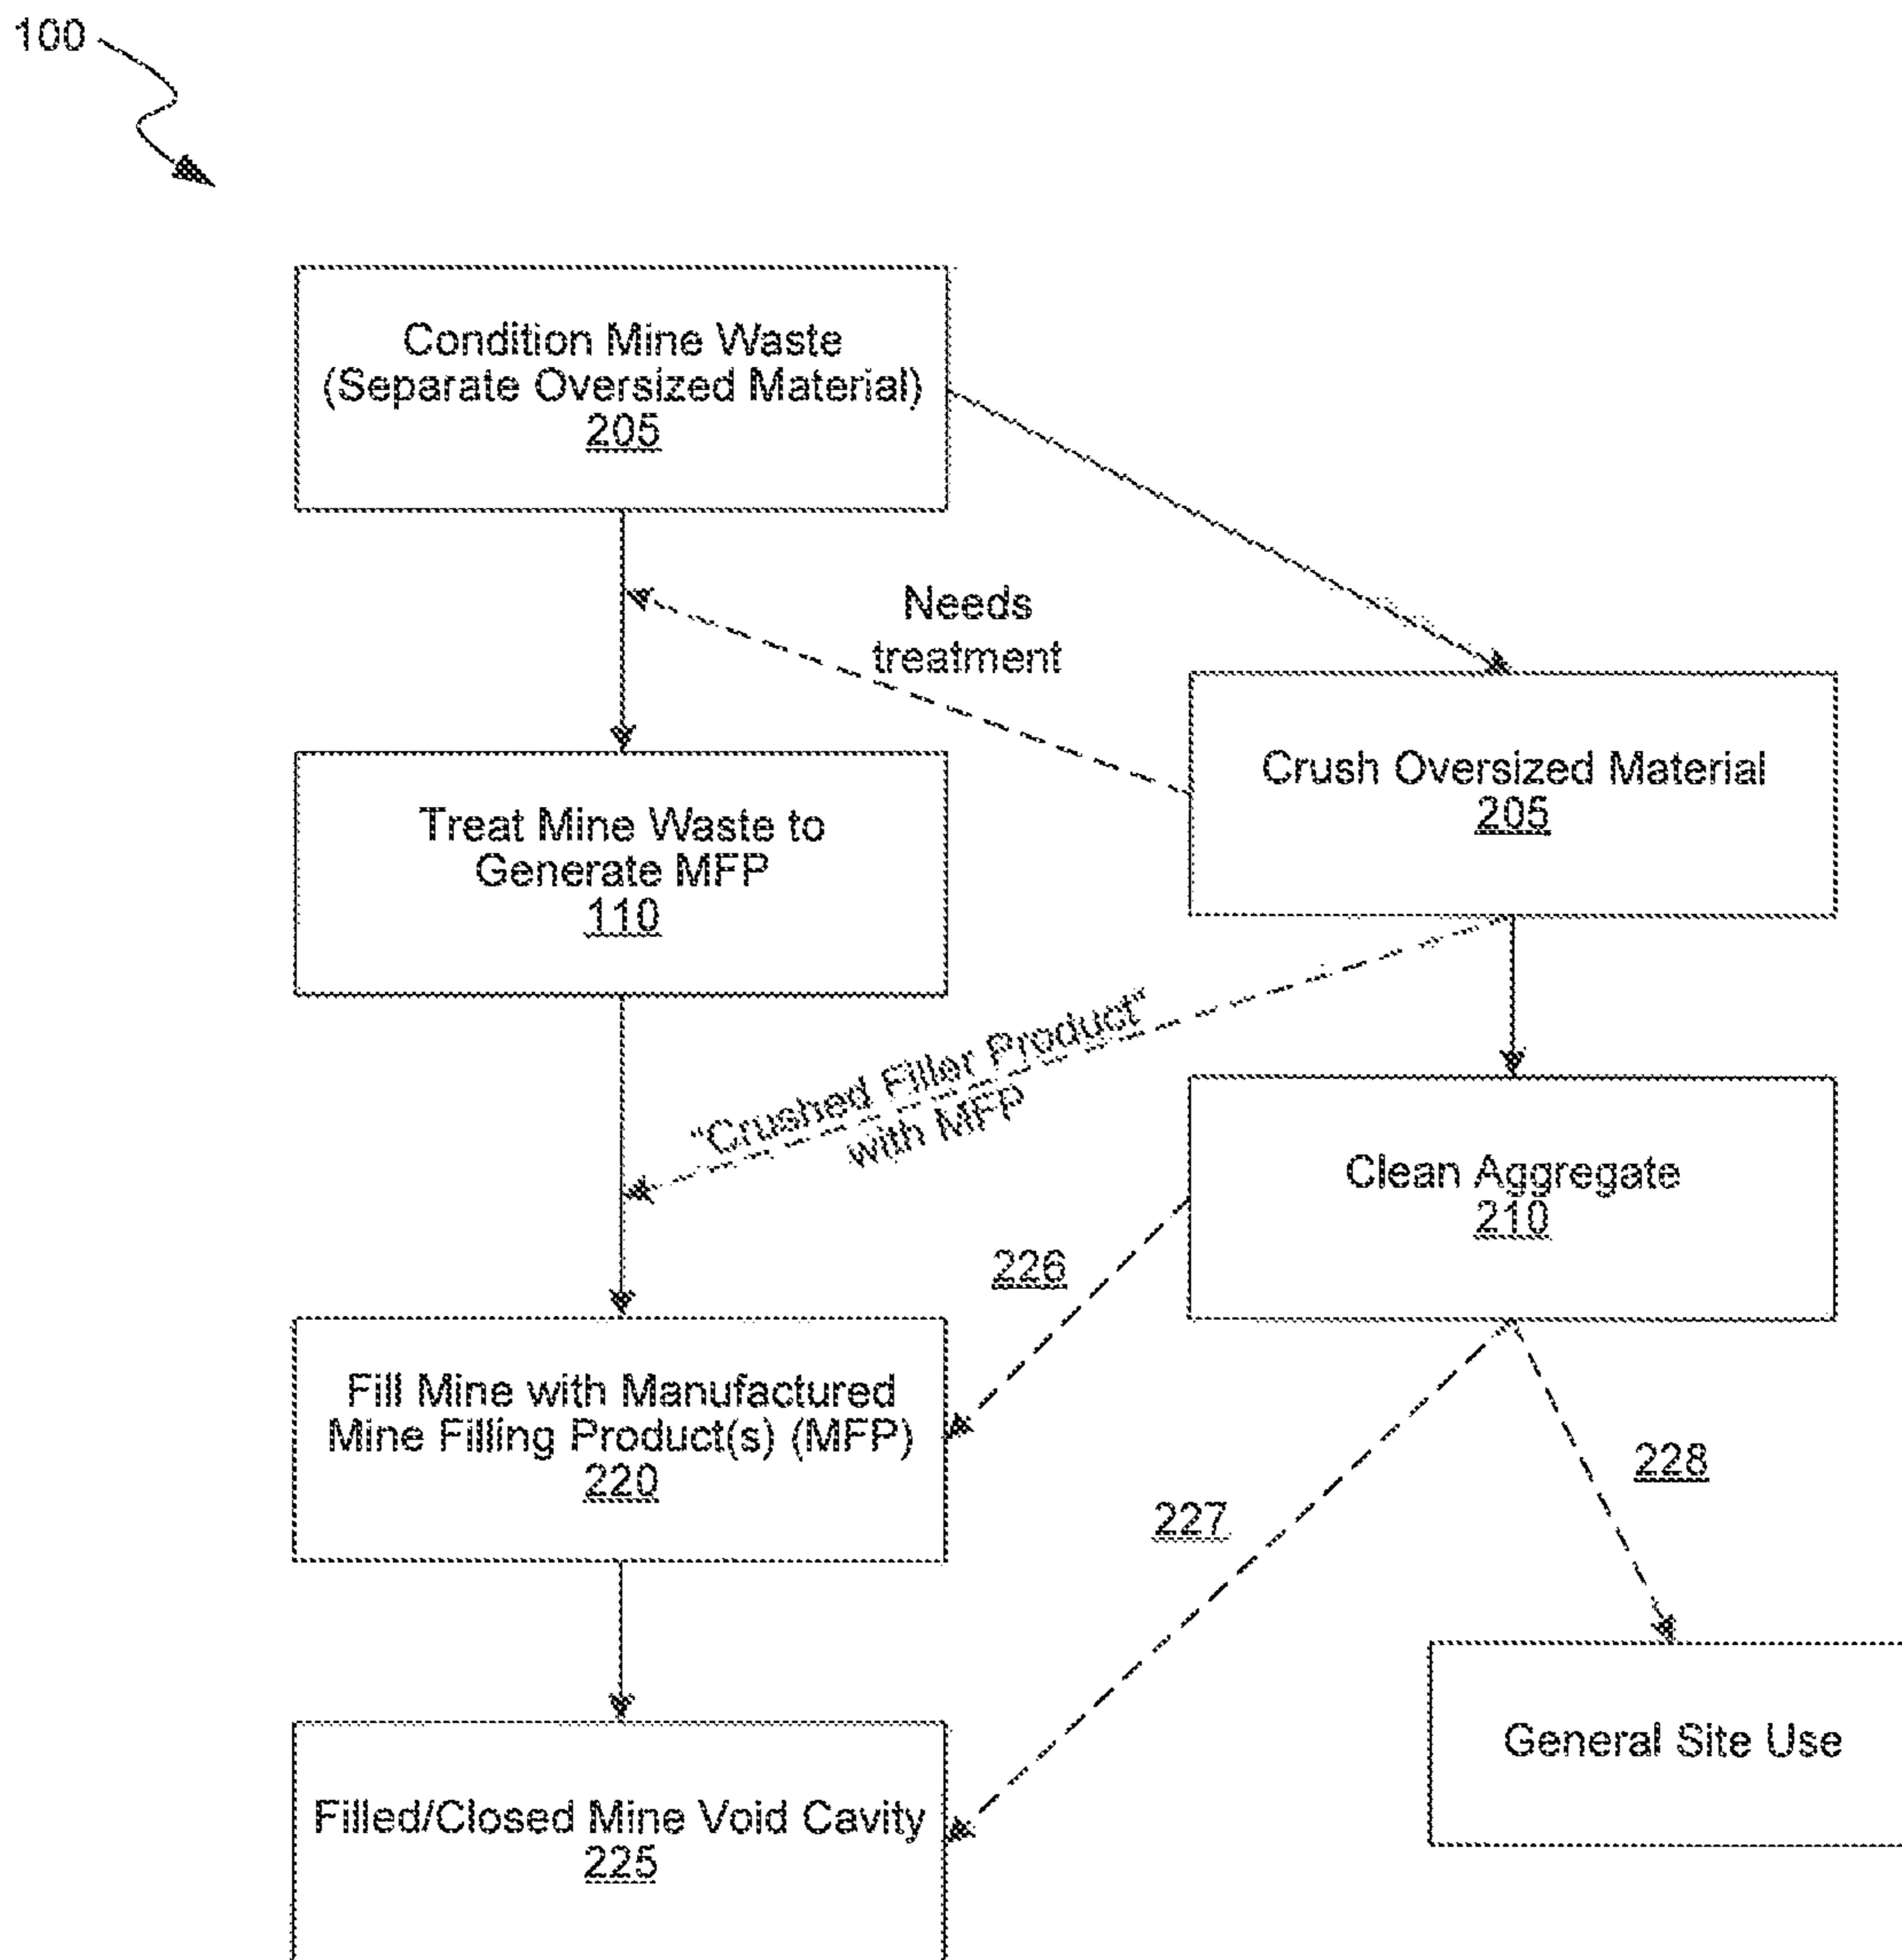 100
Condition Mine Waste
(Separate Oversized Material)
205
Needs
treatment
Crush Oversized Material
205
Treat Mine Waste to
Generate MFP
110
"Crushed Filler Product"
with MFP
Clean Aggregate
210
226
Fill Mine with Manufactured
Mine Filling Product(s) (MFP)
220
228
227
General Site Use
Filled/Closed Mine Void Cavity
225